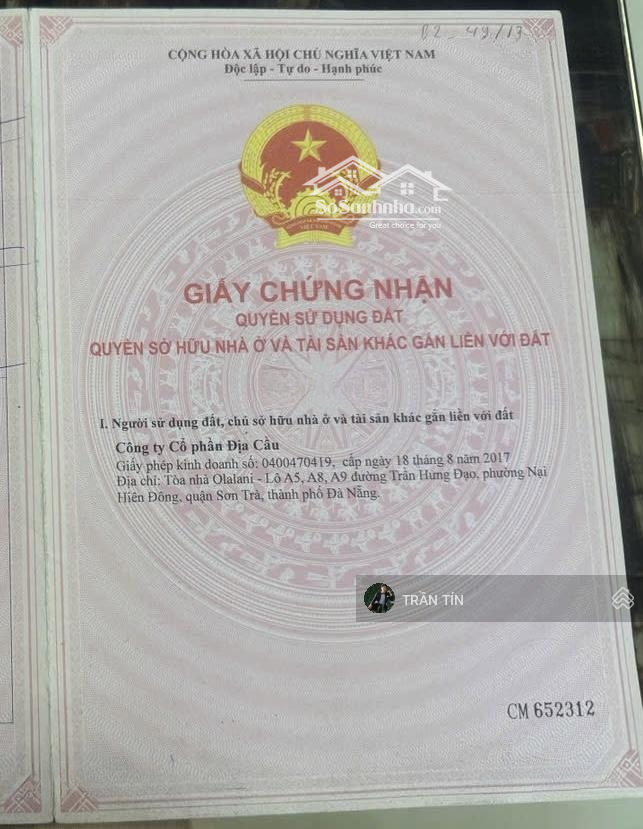 B2-49/13
CỘNG HÒA XÃ HỘI CHỦ NGHĨA VIỆT NAM
Độc lập - Tự do - Hạnh phúc
VIỆT NAM
SoSanhnha.com
Great choice for you
GIẤY CHỨNG NHẬN
QUYỀN SỬ DỤNG ĐẤT
QUYỀN SỞ HỮU NHÀ Ở VÀ TÀI SẢN KHÁC GẮN LIỀN VỚI ĐẤT
I. Người sử dụng đất, chủ sở hữu nhà ở và tài sản khác gắn liền với đất
Công ty Cổ phần Địa Cầu
Giấy phép kinh doanh số: 0400470419, cấp ngày 18 tháng 8 năm 2017
Địa chỉ: Tòa nhà Olalani - Lô A5, A8, A9 đường Trần Hưng Đạo, phường Nại
Hiên Đông, quận Sơn Trà, thành phố Đà Nẵng.
TRẦN TÍN
CM 652312